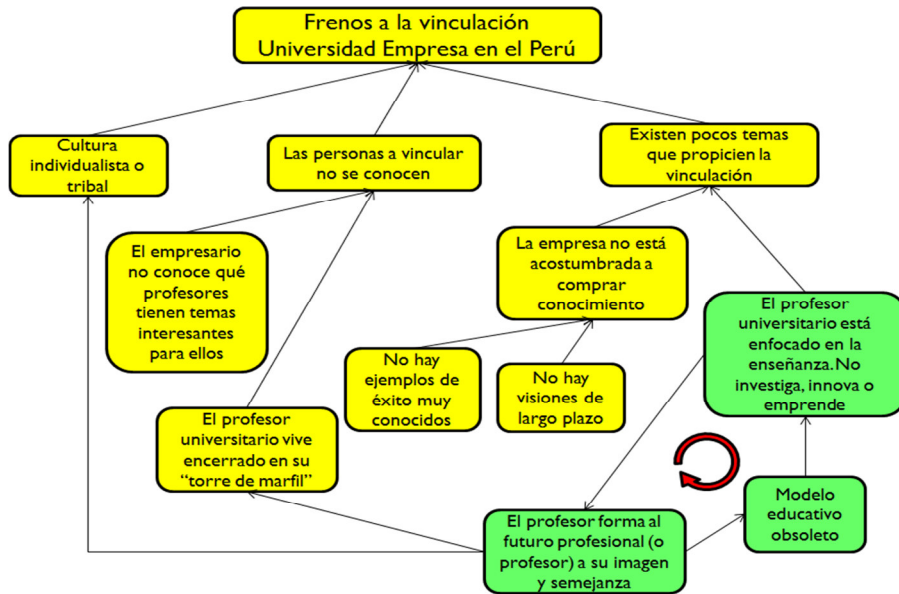 Frenos a la vinculación
Universidad Empresa en el Perú
Cultura
individualista o
tribal
Las personas a vincular
no se conocen
Existen pocos temas
que propicien la
vinculación
El empresario
no conoce qué
profesores
tienen temas
interesantes
para ellos
La empresa no está
acostumbrada a
comprar
conocimiento
El profesor
universitario está
enfocado en la
enseñanza. No
investiga, innova o
emprende
No hay
ejemplos de
éxito muy
conocidos
No hay
visiones de
largo plazo
El profesor
universitario vive
encerrado en su
“torre de marfil”
Modelo
educativo
obsoleto
El profesor forma al
futuro profesional (o
profesor) a su imagen
y semejanza